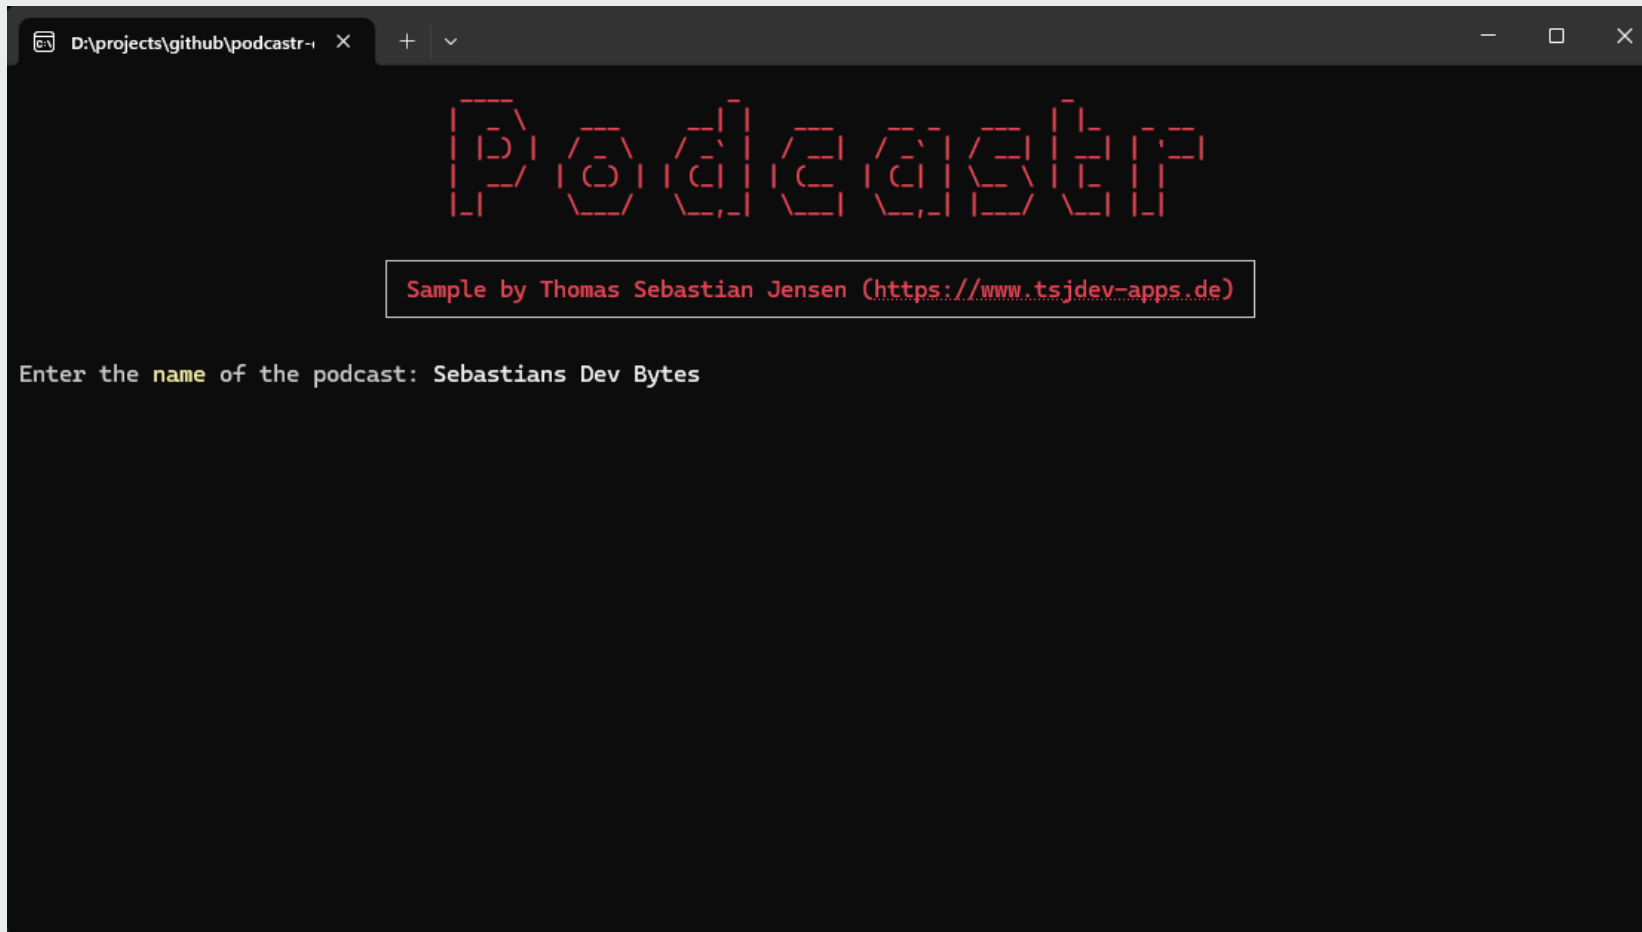 D:\projects\github\podcastr-
Podcastr
Sample by Thomas Sebastian Jensen (https://www.tsjdev-apps.de)
Enter the name of the podcast: Sebastians Dev Bytes